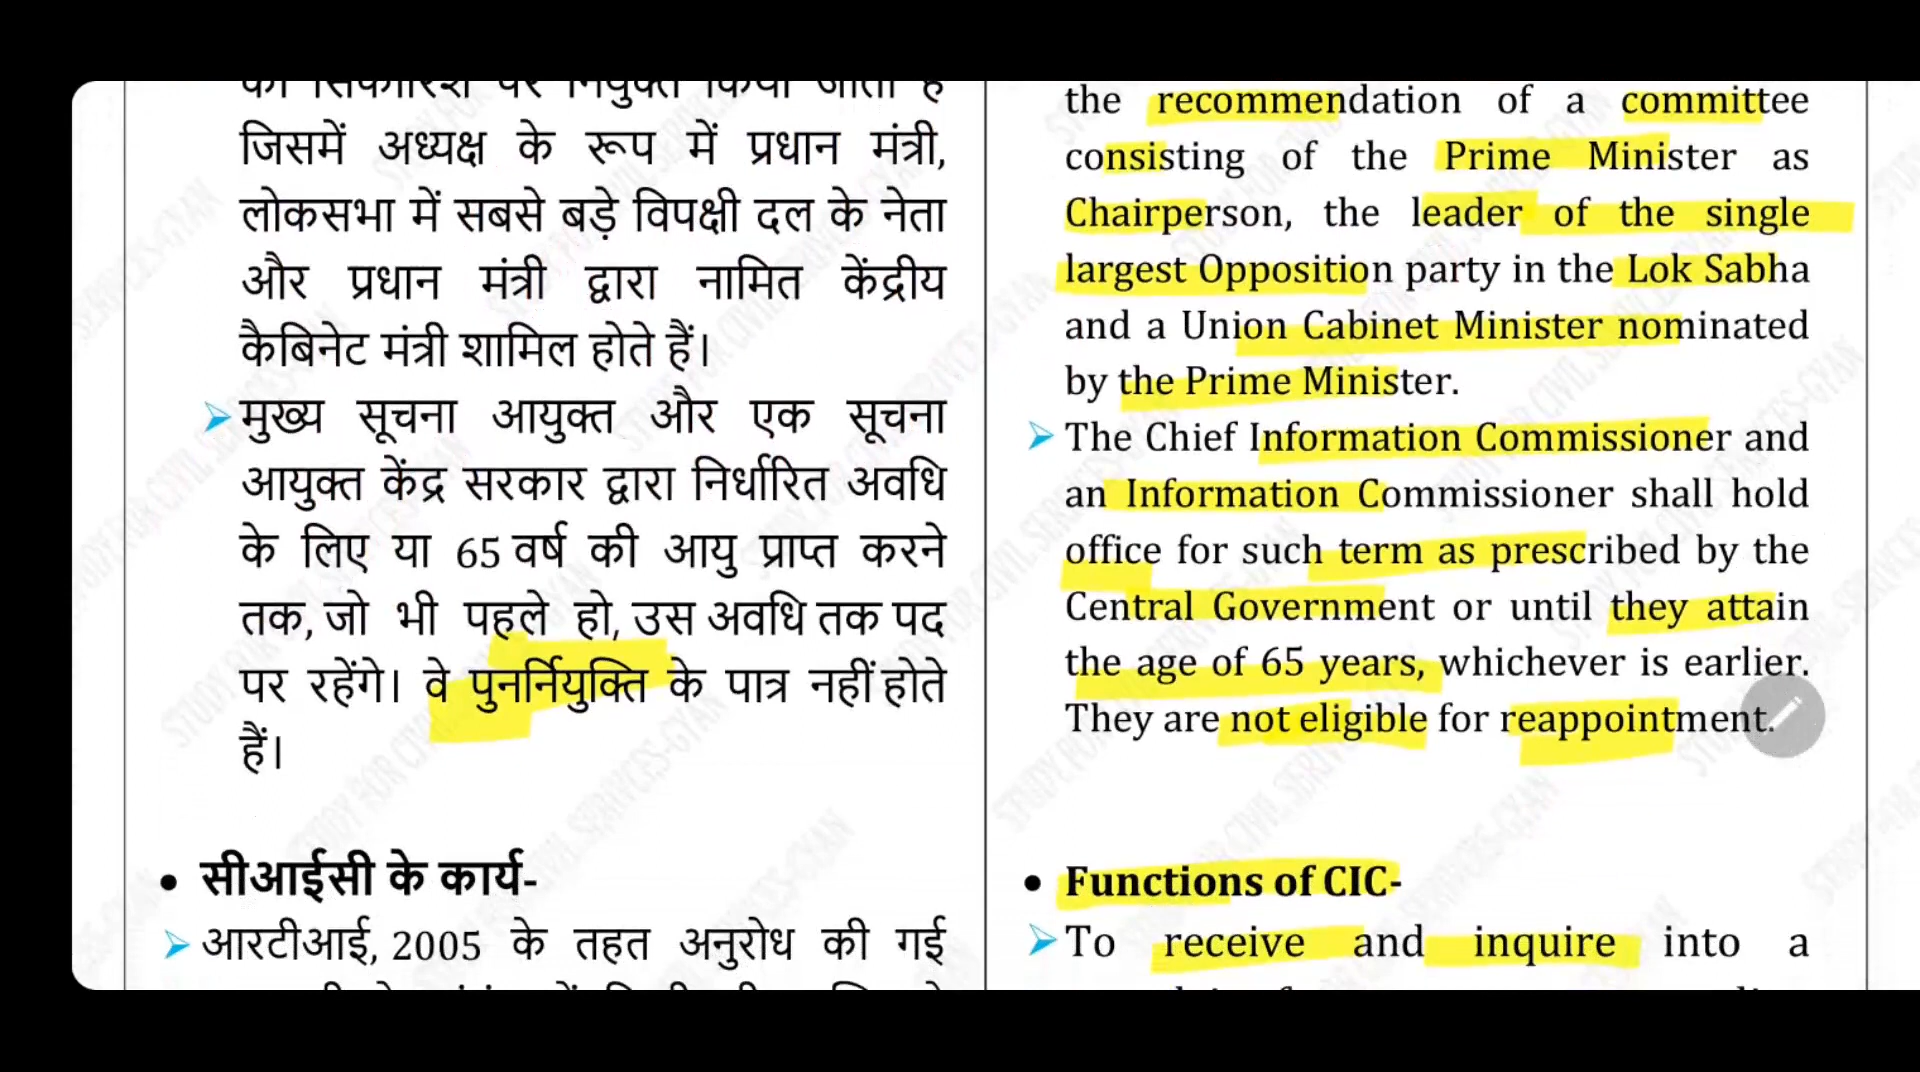 की सिफारिश पर नियुक्त किया जाता है
जिसमें अध्यक्ष के रूप में प्रधान मंत्री,
लोकसभा में सबसे बड़े विपक्षी दल के नेता
और प्रधान मंत्री द्वारा नामित केंद्रीय
कैबिनेट मंत्री शामिल होते हैं।
मुख्य सूचना आयुक्त और एक सूचना
आयुक्त केंद्र सरकार द्वारा निर्धारित अवधि
के लिए या 65 वर्ष की आयु प्राप्त करने
तक, जो भी पहले हो, उस अवधि तक पद
पर रहेंगे। वे पुनर्नियुक्ति के पात्र नहीं होते
हैं।
• सीआईसी के कार्य-
आरटीआई, 2005 के तहत अनुरोध की गई
the recommendation of a committee
consisting of the Prime Minister as
Chairperson, the leader of the single
largest Opposition party in the Lok Sabha
and a Union Cabinet Minister nominated
by the Prime Minister.
The Chief Information Commissioner and
an Information Commissioner shall hold
office for such term as prescribed by the
Central Government or until they attain
the age of 65 years, whichever is earlier.
They are not eligible for reappointment.
• Functions of CIC-
To receive and inquire into a